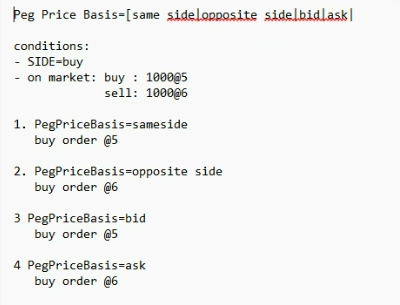 Peg Price Basis=[same side|opposite side|bid|ask|
conditions:
- SIDE=buy
- on market: buy : 1000@5
sell: 1000@6
1. PegPriceBasis=sameside
buy order @5
2. PegPriceBasis=opposite side
buy order @6
3 PegPriceBasis=bid
buy order @5
4 PegPriceBasis=ask
buy order @6